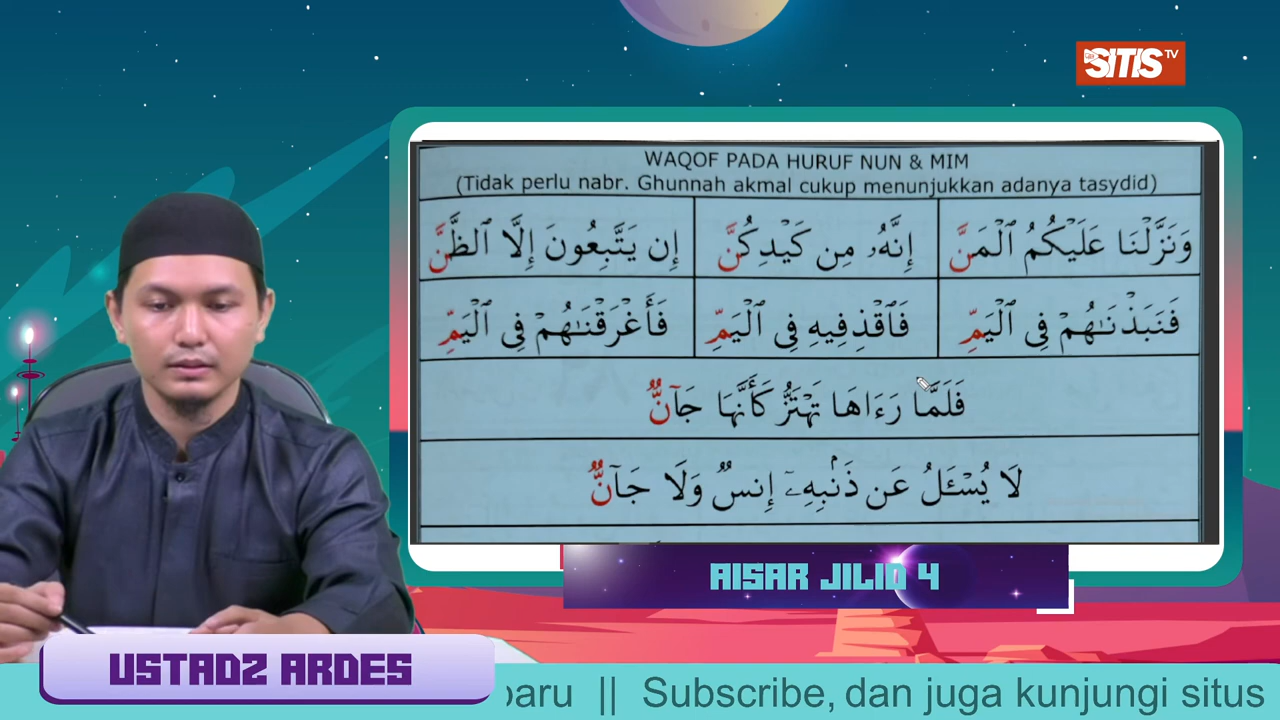 SITIS TV
WAQOF PADA HURUF NUN & MIM
(Tidak perlu nabr. Ghunnah akmal cukup menunjukkan adanya tasydid)
وَنَزَّلْنَا عَلَيْكُمُ ٱلْمَنَّ
إِنَّهُۥ مِن كَيْدِكُنَّ
إِن يَتَّبِعُونَ إِلَّا ٱلظَّنَّ
فَنَبَذْنَـٰهُمْ فِى ٱلْيَمِّ
فَٱقْذِفِيهِ فِى ٱلْيَمِّ
فَأَغْرَقْنَـٰهُمْ فِى ٱلْيَمِّ
فَلَمَّا رَءَاهَا تَهْتَزُّ كَأَنَّهَا جَآنٌّ
لَا يُسْـَٔلُ عَن ذَنۢبِهِۦٓ إِنسٌ وَلَا جَآنٌّ
AISAR JILID 4
USTADZ ARDES
baru || Subscribe, dan juga kunjungi situs